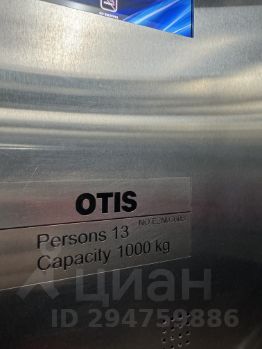 OTIS
Persons 13
Capacity 1000 kg
циан
ID 294759886